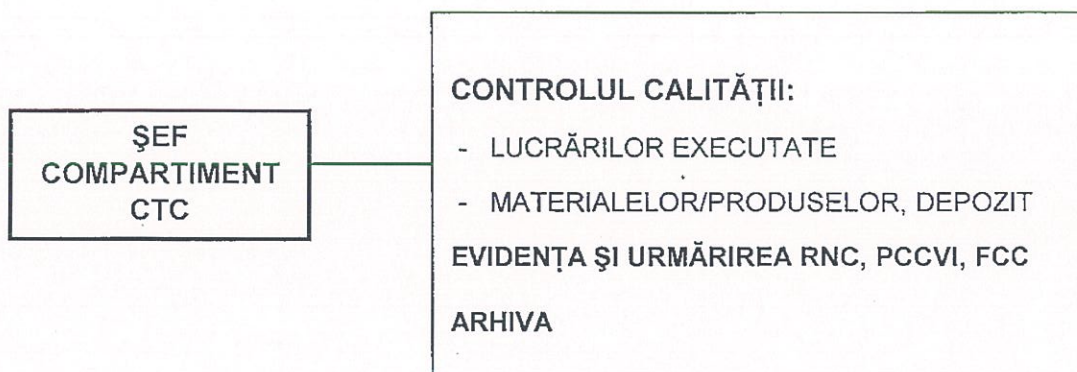 ŞEF
COMPARTIMENT
CTC
CONTROLUL CALITĂŢII:
- LUCRĂRILOR EXECUTATE
- MATERIALELOR/PRODUSELOR, DEPOZIT
EVIDENŢA ŞI URMĂRIREA RNC, PCCVI, FCC
ARHIVA